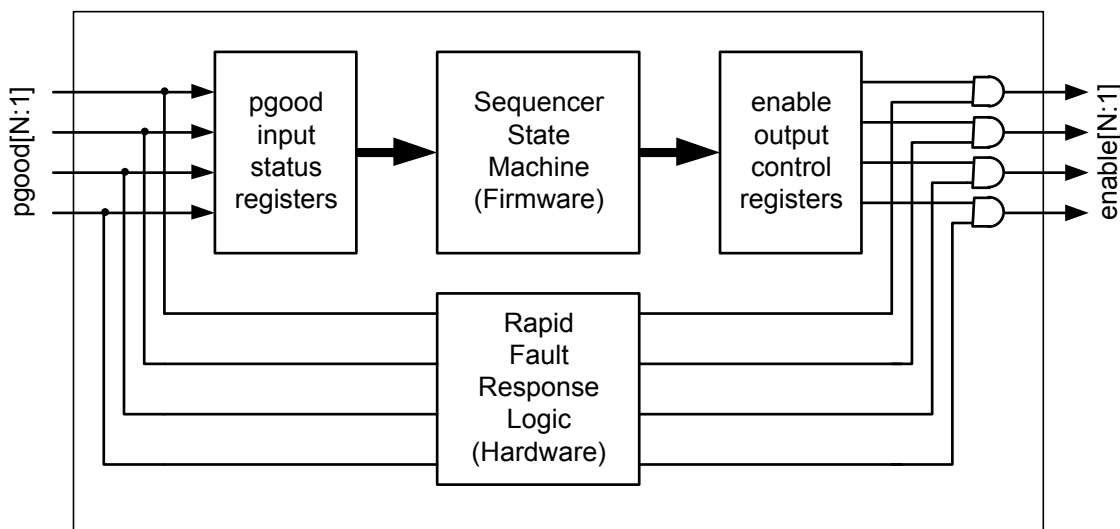 pgood[N:1]
pgood
input
status
registers
Sequencer
State
Machine
(Firmware)
enable
output
control
registers
enable[N:1]
Rapid
Fault
Response
Logic
(Hardware)